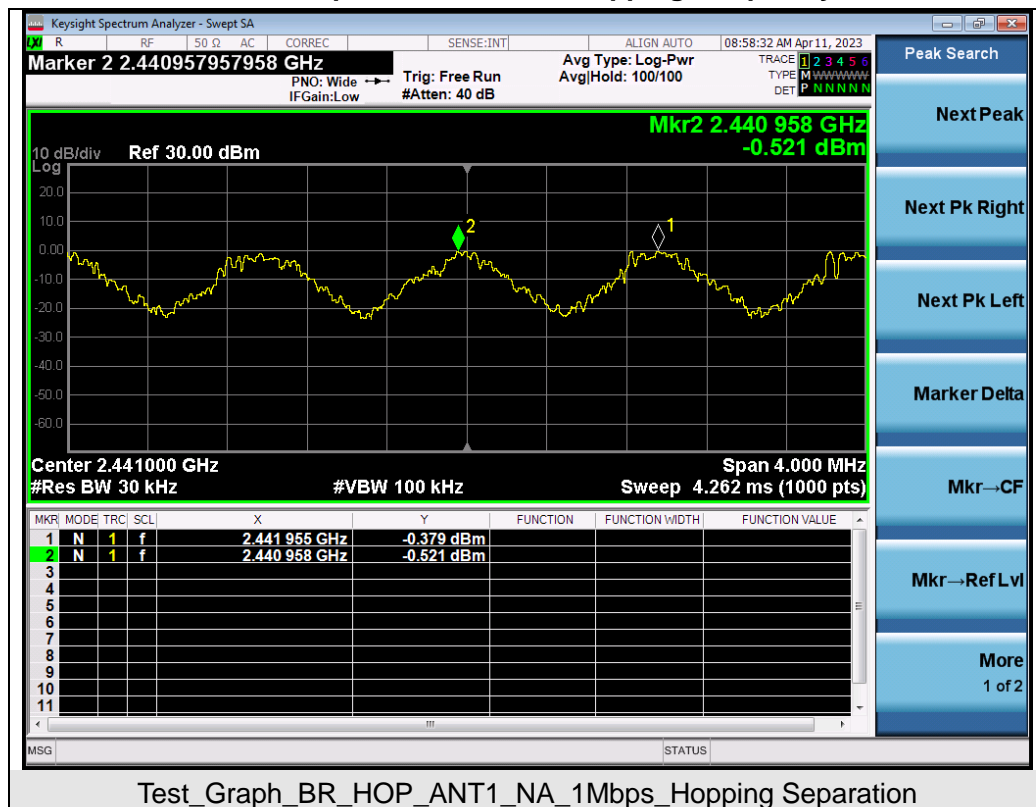 Keysight Spectrum Analyzer - Swept SA
LXI R RF 50 Ω AC CORREC SENSE:INT ALIGN AUTO 08:58:32 AM Apr 11, 2023
Marker 2 2.440957957958 GHz
PNO: Wide
IFGain:Low
Trig: Free Run
#Atten: 40 dB
Avg Type: Log-Pwr
Avg|Hold: 100/100
TRACE 1 2 3 4 5 6
TYPE M WWWWW
DET P N N N N N
Mkr2 2.440 958 GHz
-0.521 dBm
10 dB/div Ref 30.00 dBm
Log
20.0
10.0
0.00
-10.0
-20.0
-30.0
-40.0
-50.0
-60.0
2
1
Center 2.441000 GHz Span 4.000 MHz
#Res BW 30 kHz #VBW 100 kHz Sweep 4.262 ms (1000 pts)
MKR MODE TRC SCL X Y FUNCTION FUNCTION WIDTH FUNCTION VALUE
1 N 1 f 2.441 955 GHz -0.379 dBm
2 N 1 f 2.440 958 GHz -0.521 dBm
3
4
5
6
7
8
9
10
11
MSG STATUS
Peak Search
Next Peak
Next Pk Right
Next Pk Left
Marker Delta
Mkr→CF
Mkr→Ref Lvl
More
1 of 2
Test_Graph_BR_HOP_ANT1_NA_1Mbps_Hopping Separation